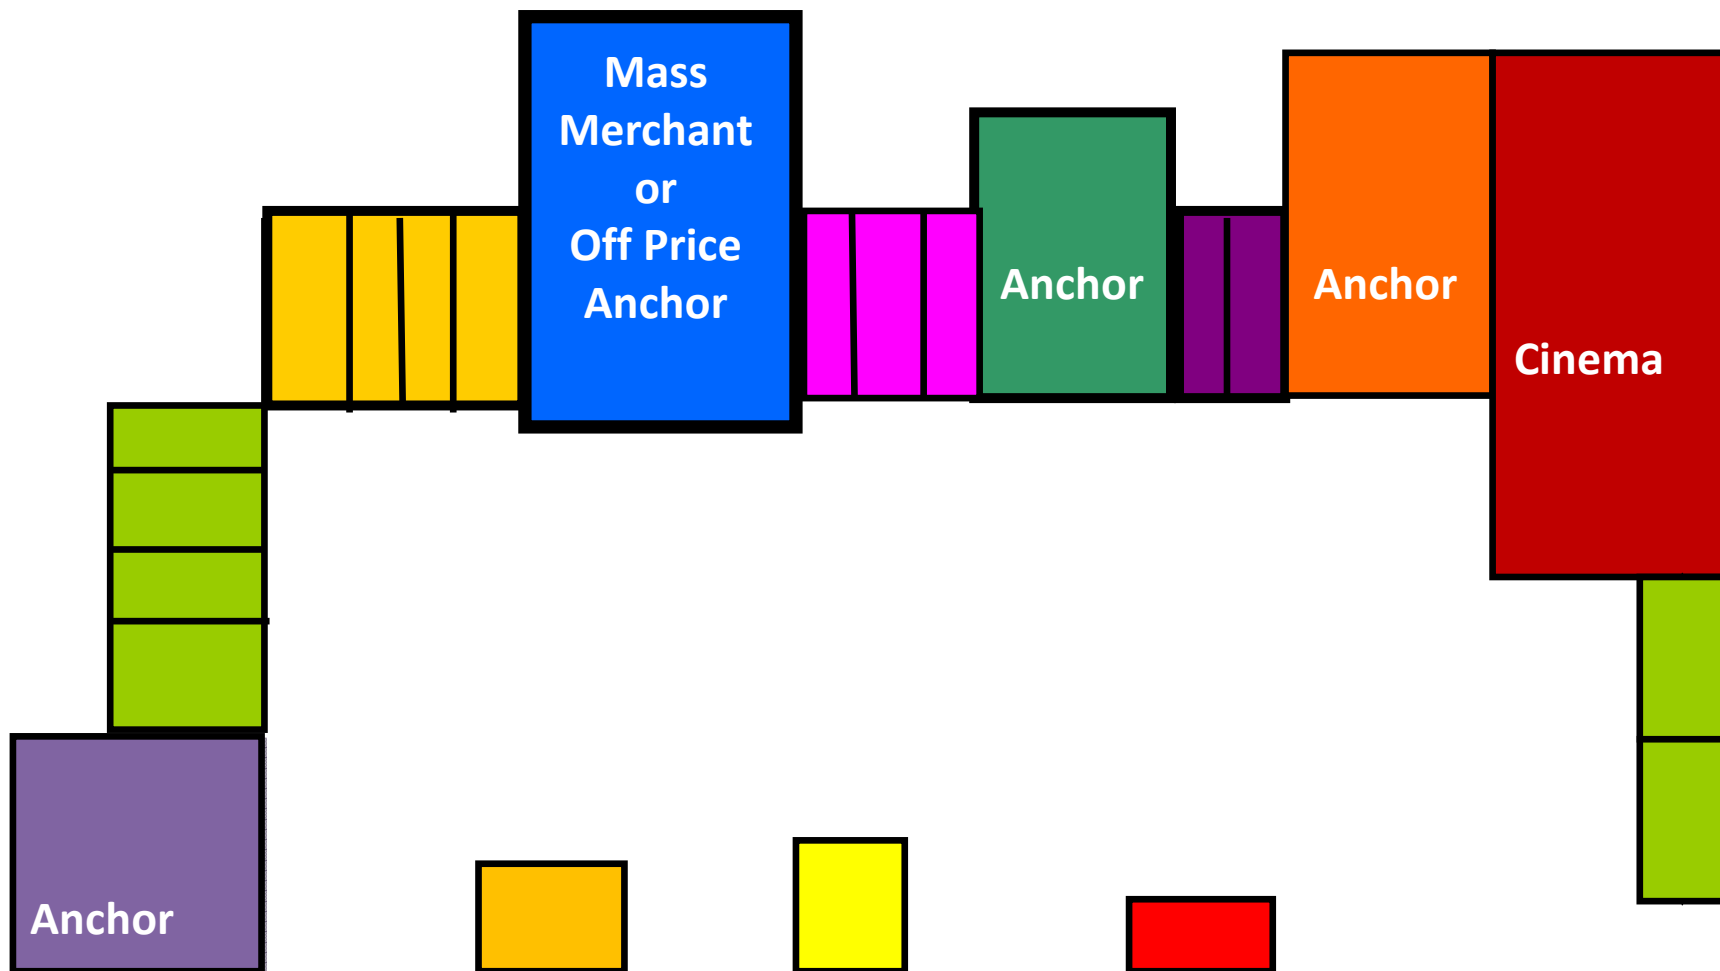 Mass
Merchant
or
Off Price
Anchor
Anchor
Anchor
Cinema
Anchor